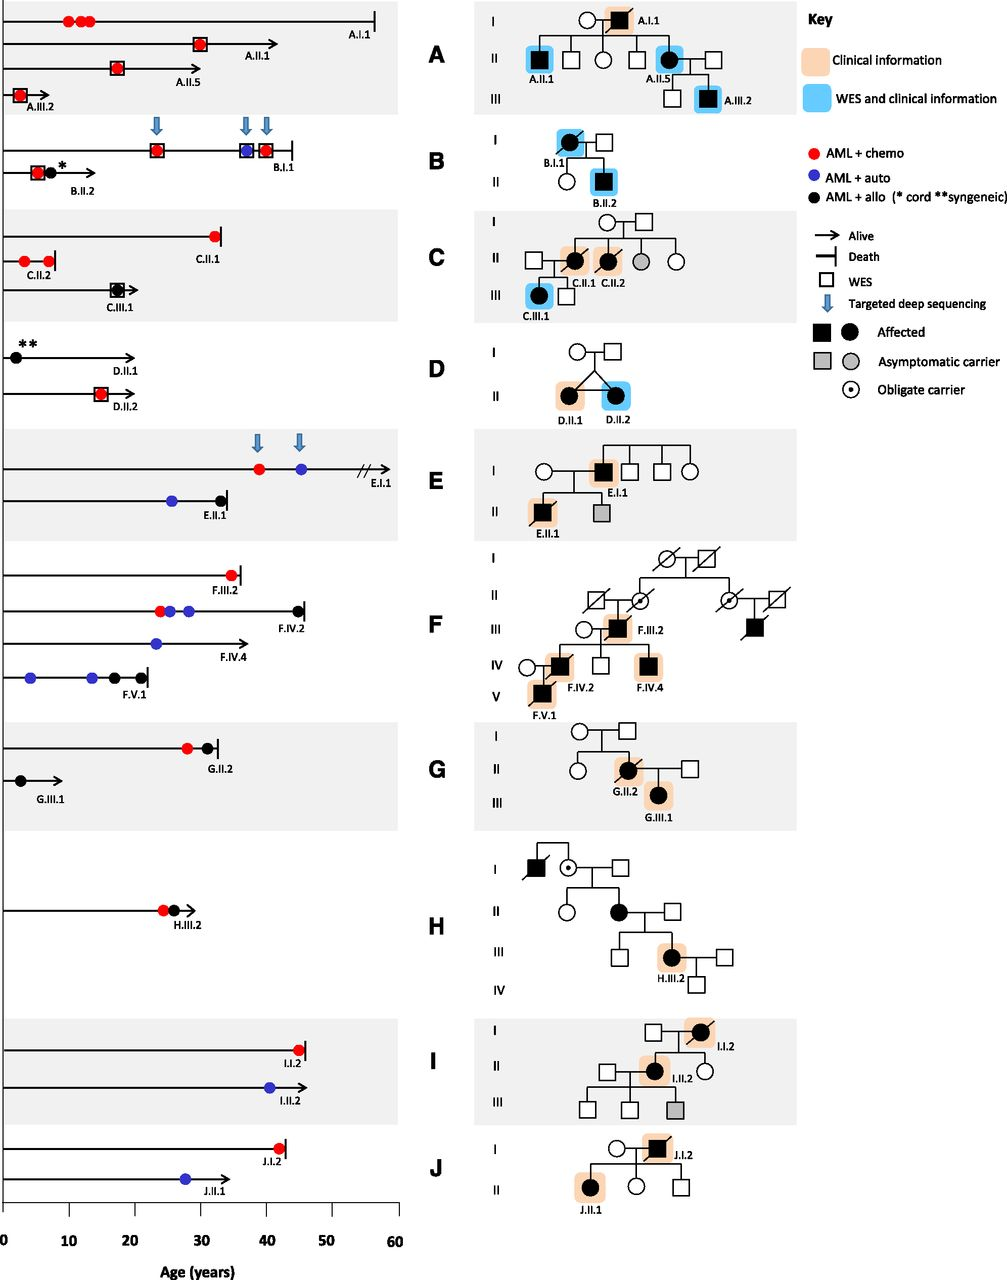 A.I.1
A.II.1
A.II.5
A.III.2
A
I
II
III
A.I.1
A.II.1
A.II.5
A.III.2
Key
Clinical information
WES and clinical information
AML + chemo
AML + auto
AML + allo (* cord **syngeneic)
Alive
Death
WES
Targeted deep sequencing
Affected
Asymptomatic carrier
Obligate carrier
B.I.1
*
B.II.2
B
I
II
B.I.1
B.II.2
C.II.1
C.II.2
C.III.1
C
I
II
III
C.II.1
C.II.2
C.III.1
**
D.II.1
D.II.2
D
I
II
D.II.1
D.II.2
E.I.1
E.II.1
E
I
II
E.I.1
E.II.1
F.III.2
F.IV.2
F.IV.4
F.V.1
F
I
II
III
IV
V
F.III.2
F.IV.2
F.IV.4
F.V.1
G.II.2
G.III.1
G
I
II
III
G.II.2
G.III.1
H.III.2
H
I
II
III
IV
H.III.2
I.I.2
I.II.2
I
I
II
III
I.I.2
I.II.2
J.I.2
J.II.1
J
I
II
J.I.2
J.II.1
0 10 20 30 40 50 60
Age (years)